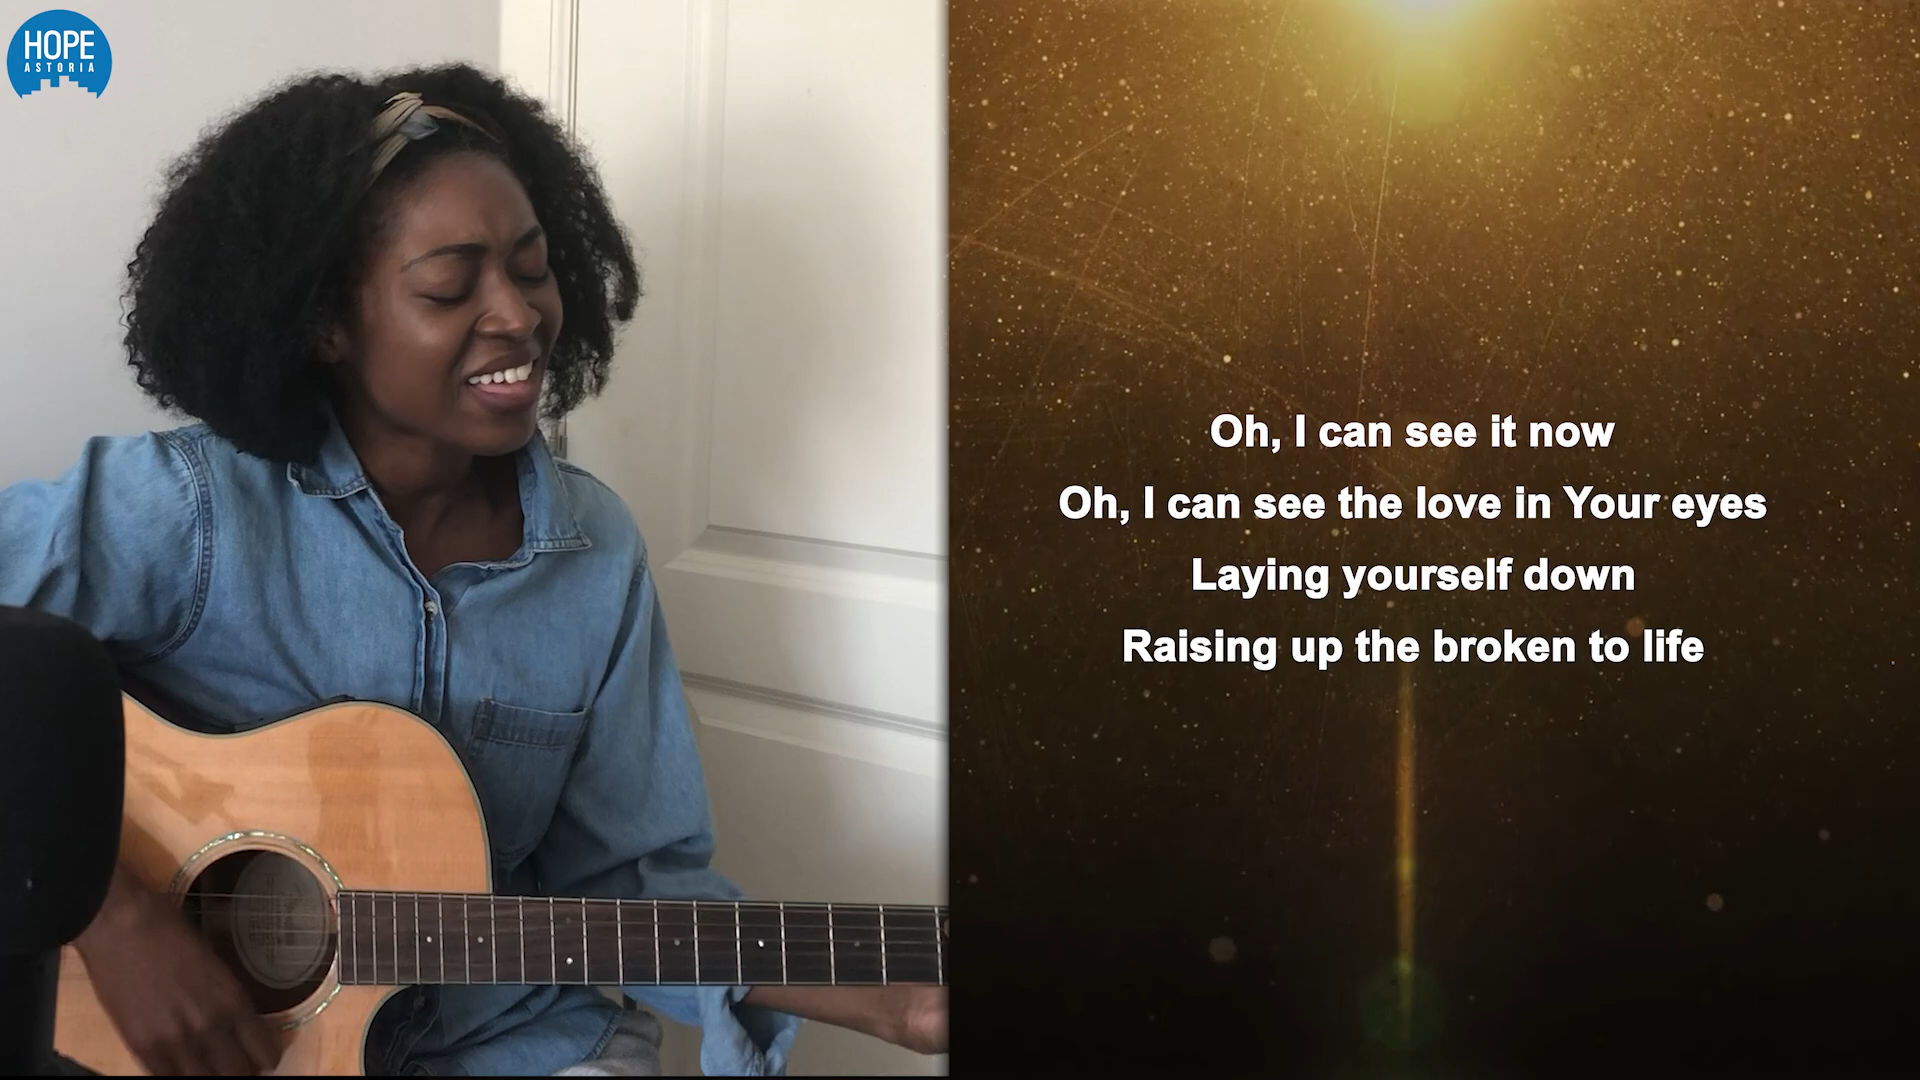 HOPE
ASTORIA
Oh, I can see it now
Oh, I can see the love in Your eyes
Laying yourself down
Raising up the broken to life